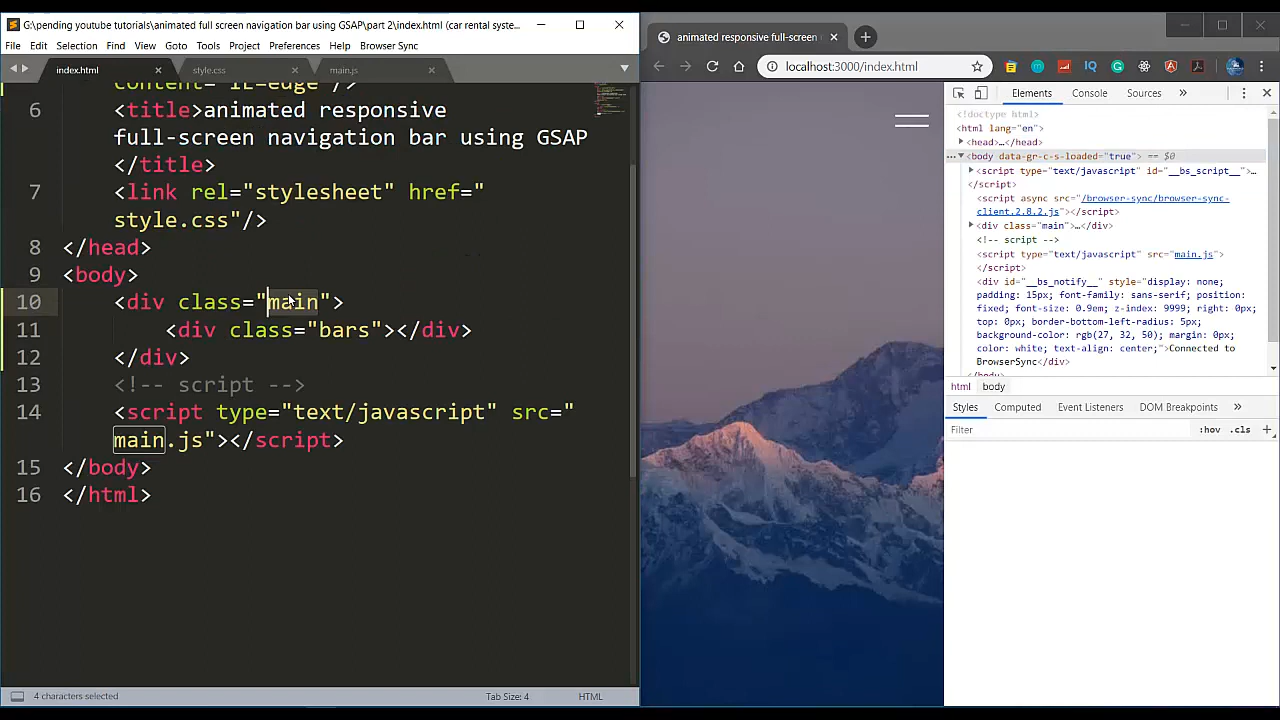 G:\pending youtube tutorials\animated full screen navigation bar using GSAP\part 2\index.html (car rental syste...
File Edit Selection Find View Goto Tools Project Preferences Help Browser Sync
index.html style.css main.js
6 <title>animated responsive
full-screen navigation bar using GSAP
</title>
7 <link rel="stylesheet" href="
style.css"/>
8 </head>
9 <body>
10 <div class="main">
11 <div class="bars"></div>
12 </div>
13 <!-- script -->
14 <script type="text/javascript" src="
main.js"></script>
15 </body>
16 </html>
4 characters selected
Tab Size: 4 HTML
animated responsive full-screen
localhost:3000/index.html
Elements Console Sources
<!doctype html>
<html lang="en">
<head>…</head>
<body data-gr-c-s-loaded="true"> == $0
<script type="text/javascript" id="__bs_script__">…
</script>
<script async src="/browser-sync/browser-sync-
client.2.8.2.js"></script>
<div class="main">…</div>
<!-- script -->
<script type="text/javascript" src="main.js">
</script>
<div id="__bs_notify__" style="display: none;
padding: 15px; font-family: sans-serif; position:
fixed; font-size: 0.9em; z-index: 9999; right: 0px;
top: 0px; border-bottom-left-radius: 5px;
background-color: rgb(27, 32, 50); margin: 0px;
color: white; text-align: center;">Connected to
BrowserSync</div>
html body
Styles Computed Event Listeners DOM Breakpoints
Filter :hov .cls